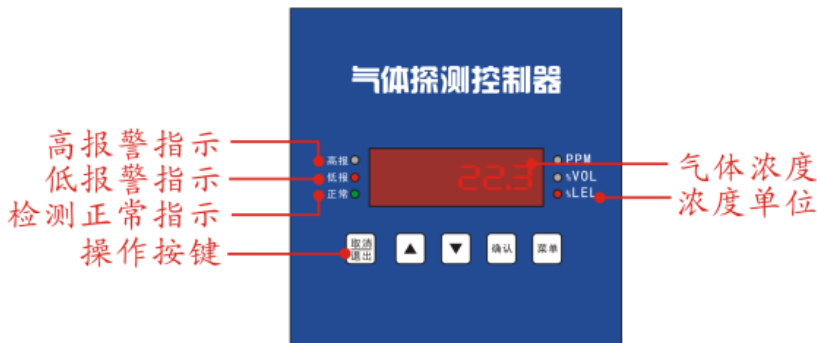 气体探测控制器
高报警指示
低报警指示
检测正常指示
操作按键
高报
低报
正常
22.3
PPM
%VOL
%LEL
气体浓度
浓度单位
取消
退出
▲
▼
确认
菜单